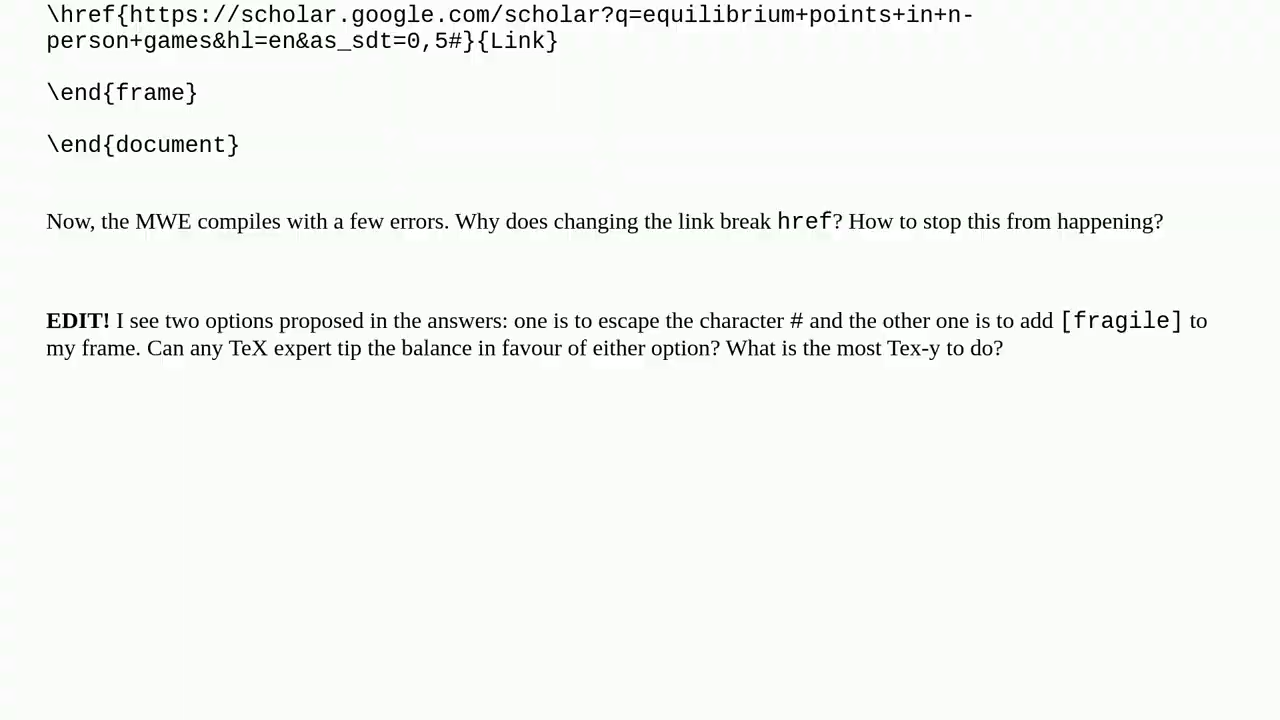 \href{https://scholar.google.com/scholar?q=equilibrium+points+in+n-
person+games&hl=en&as_sdt=0,5#}{Link}
\end{frame}
\end{document}
Now, the MWE compiles with a few errors. Why does changing the link break href? How to stop this from happening?
EDIT! I see two options proposed in the answers: one is to escape the character # and the other one is to add [fragile] to
my frame. Can any TeX expert tip the balance in favour of either option? What is the most Tex-y to do?